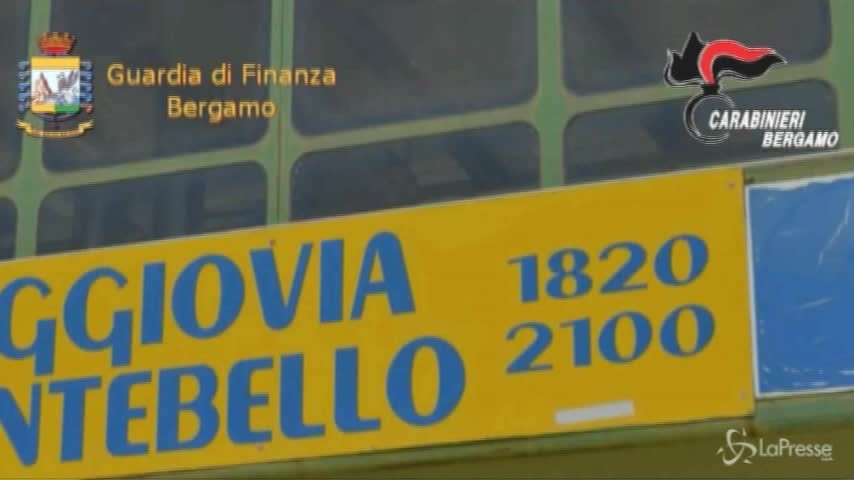 Guardia di Finanza
Bergamo
CARABINIERI
BERGAMO
GGIOVIA 1820
NTEBELLO 2100
LaPresse